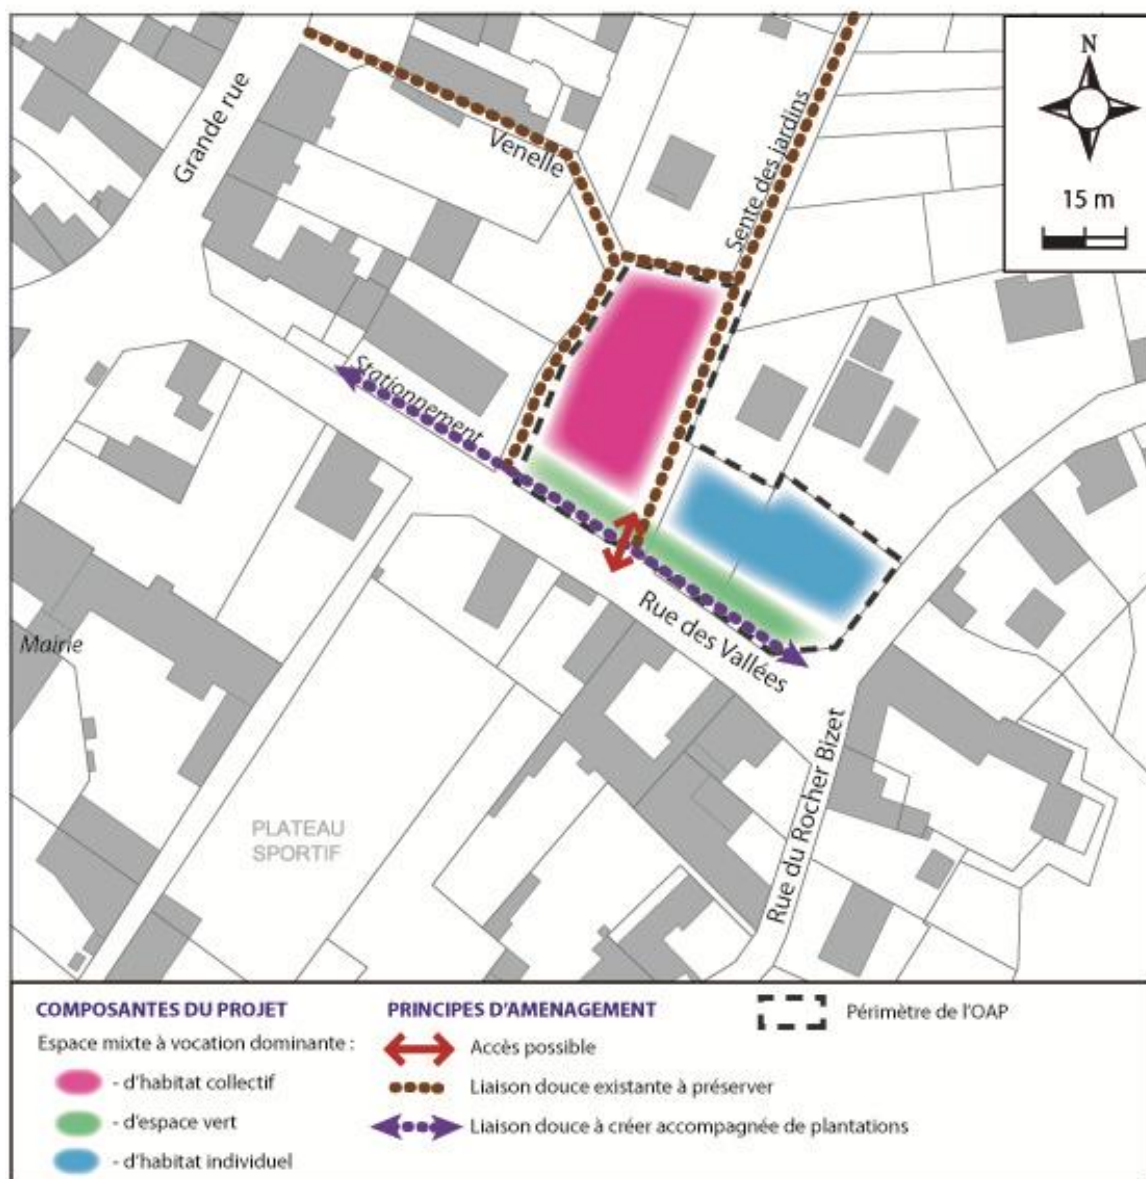 N
15 m
Grande rue
Venelle
Sente des jardins
Stationnement
Rue des Vallées
Mairie
Rue du Rocher Bizet
PLATEAU
SPORTIF
COMPOSANTES DU PROJET
Espace mixte à vocation dominante :
- d'habitat collectif
- d'espace vert
- d'habitat individuel
PRINCIPES D'AMENAGEMENT
Accès possible
Liaison douce existante à préserver
Liaison douce à créer accompagnée de plantations
Périmètre de l'OAP